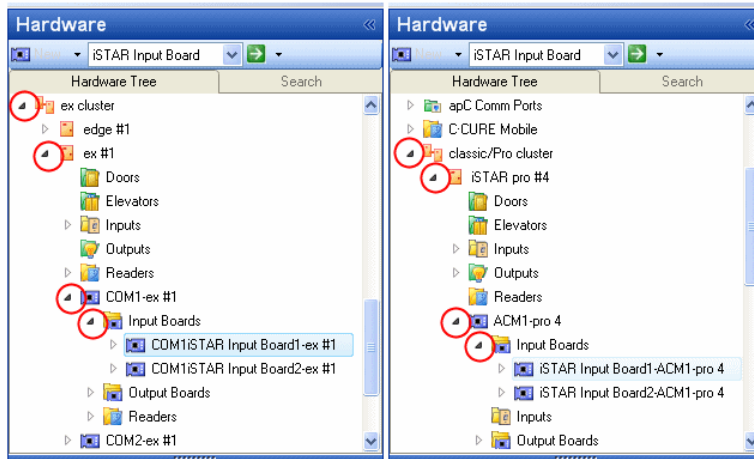 Hardware
iSTAR Input Board
Hardware Tree Search
ex cluster
edge #1
ex #1
Doors
Elevators
Inputs
Outputs
Readers
COM1-ex #1
Input Boards
COM1iSTAR Input Board1-ex #1
COM1iSTAR Input Board2-ex #1
Output Boards
Readers
COM2-ex #1
Hardware
iSTAR Input Board
Hardware Tree Search
apC Comm Ports
C·CURE Mobile
classic/Pro cluster
iSTAR pro #4
Doors
Elevators
Inputs
Outputs
Readers
ACM1-pro 4
Input Boards
iSTAR Input Board1-ACM1-pro 4
iSTAR Input Board2-ACM1-pro 4
Inputs
Output Boards